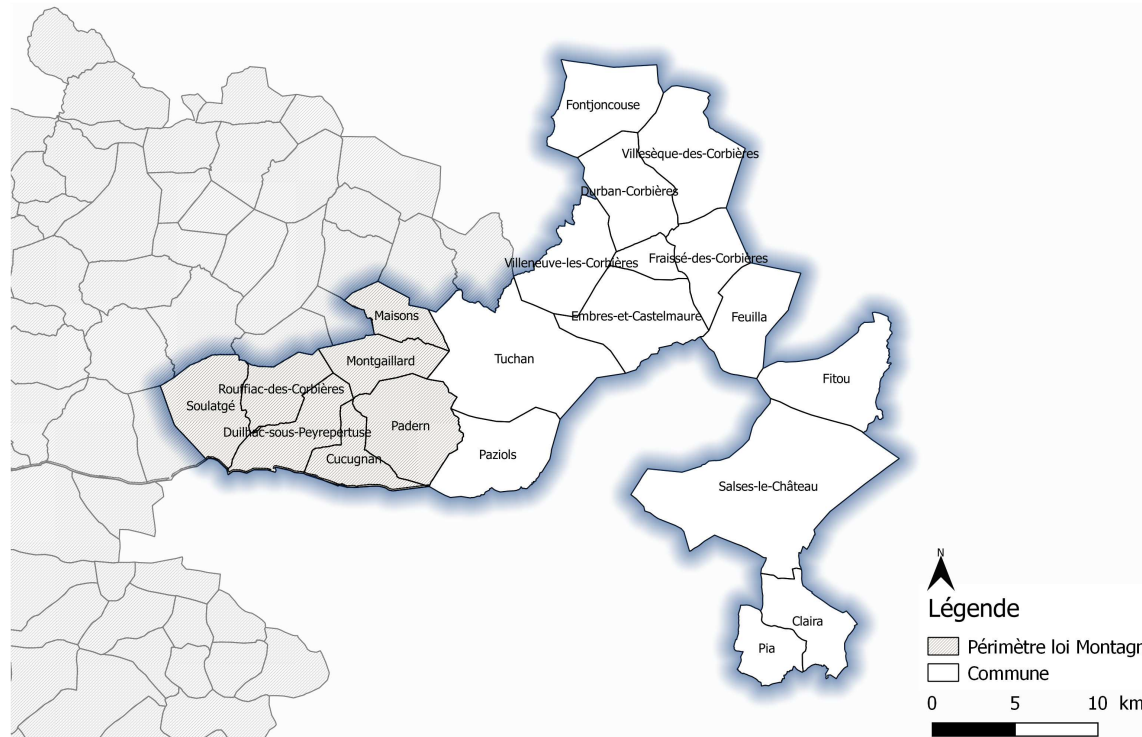 Fontjoncouse
Villesèque-des-Corbières
Durban-Corbières
Villeneuve-les-Corbières
Fraissé-des-Corbières
Maisons
Embres-et-Castelmaure
Feuilla
Montgaillard
Tuchan
Rouffiac-des-Corbières
Fitou
Soulatgé
Duilhac-sous-Peyrepertuse
Padern
Cucugnan
Paziols
Salses-le-Château
Claira
Pia
N
Légende
Périmètre loi Montagn
Commune
0 5 10 km